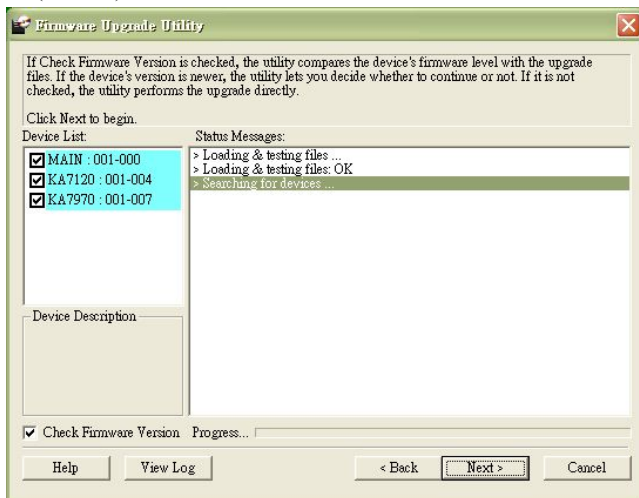 Firmware Upgrade Utility
If Check Firmware Version is checked, the utility compares the device's firmware level with the upgrade
files. If the device's version is newer, the utility lets you decide whether to continue or not. If it is not
checked, the utility performs the upgrade directly.
Click Next to begin.
Device List:
Status Messages:
MAIN : 001-000
KA7120 : 001-004
KA7970 : 001-007
> Loading & testing files ...
> Loading & testing files: OK
> Searching for devices ...
Device Description
Check Firmware Version Progress...
Help View Log < Back Next > Cancel